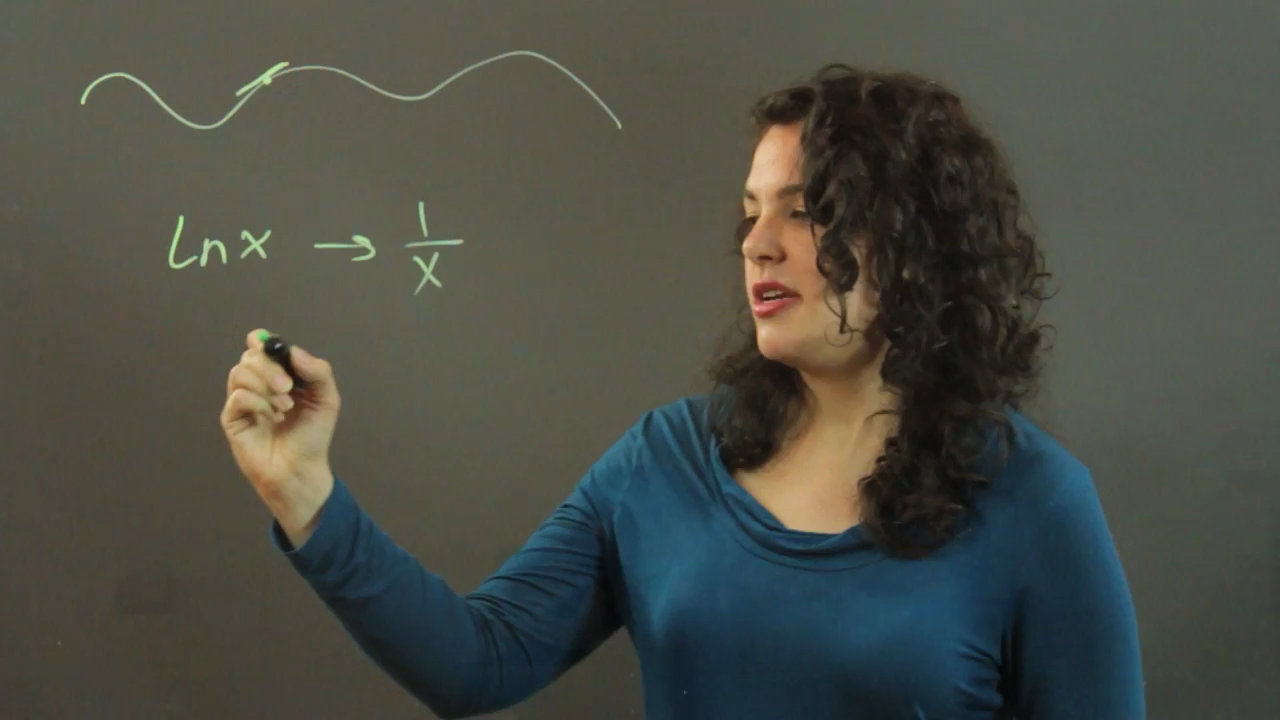 Ln x → 1/x